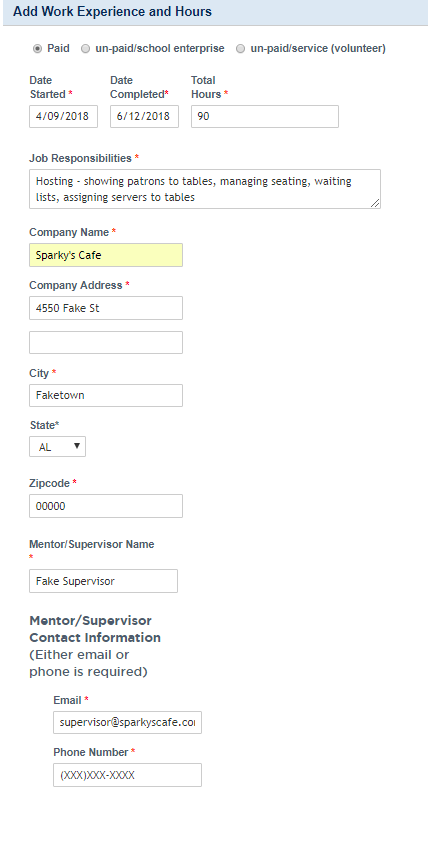 Add Work Experience and Hours
Paid un-paid/school enterprise un-paid/service (volunteer)
Date Started *
Date Completed*
Total Hours *
4/09/2018 6/12/2018 90
Job Responsibilities *
Hosting - showing patrons to tables, managing seating, waiting
lists, assigning servers to tables
Company Name *
Sparky's Cafe
Company Address *
4550 Fake St
City *
Faketown
State*
AL
Zipcode *
00000
Mentor/Supervisor Name
*
Fake Supervisor
Mentor/Supervisor
Contact Information
(Either email or
phone is required)
Email *
supervisor@sparkyscafe.co
Phone Number *
(XXX)XXX-XXXX